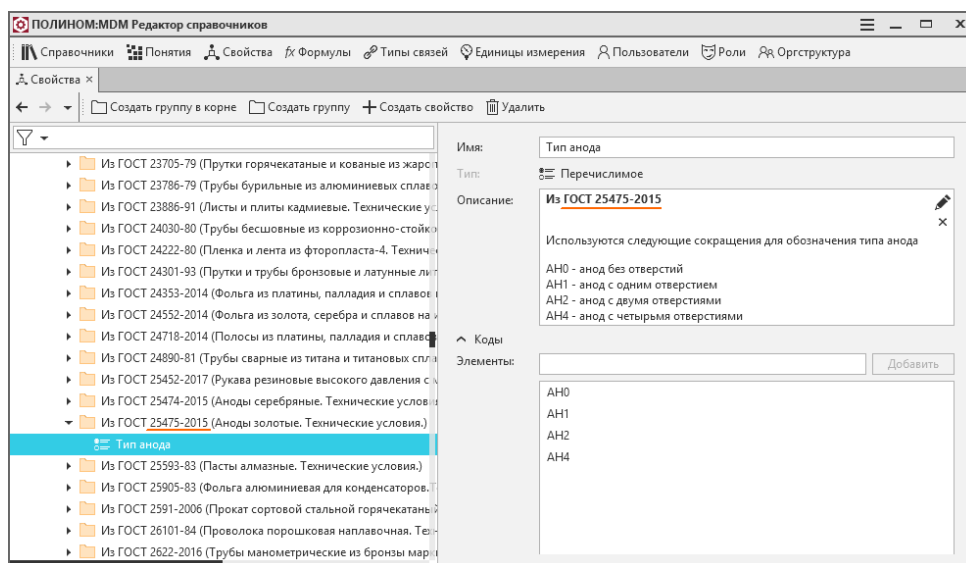 ПОЛИНОМ:MDM Редактор справочников
Справочники Понятия Свойства fx Формулы Типы связей Единицы измерения Пользователи Роли Оргструктура
Свойства ×
Создать группу в корне Создать группу Создать свойство Удалить
Из ГОСТ 23705-79 (Прутки горячекатаные и кованые из жаро
Из ГОСТ 23786-79 (Трубы бурильные из алюминиевых сплаво
Из ГОСТ 23886-91 (Листы и плиты кадмиевые. Технические ус
Из ГОСТ 24030-80 (Трубы бесшовные из коррозионно-стойко
Из ГОСТ 24222-80 (Пленка и лента из фторопласта-4. Техниче
Из ГОСТ 24301-93 (Прутки и трубы бронзовые и латунные ли
Из ГОСТ 24353-2014 (Фольга из платины, палладия и сплавов
Из ГОСТ 24552-2014 (Фольга из золота, серебра и сплавов на
Из ГОСТ 24718-2014 (Полосы из платины, палладия и сплав
Из ГОСТ 24890-81 (Трубы сварные из титана и титановых спл
Из ГОСТ 25452-2017 (Рукава резиновые высокого давления с
Из ГОСТ 25474-2015 (Аноды серебряные. Технические услов
Из ГОСТ 25475-2015 (Аноды золотые. Технические условия.)
Тип анода
Из ГОСТ 25593-83 (Пасты алмазные. Технические условия.)
Из ГОСТ 25905-83 (Фольга алюминиевая для конденсаторов.
Из ГОСТ 2591-2006 (Прокат сортовой стальной горячекатаный
Из ГОСТ 26101-84 (Проволока порошковая наплавочная. Тех
Из ГОСТ 2622-2016 (Трубы манометрические из бронзы мар
Имя: Тип анода
Тип: Перечислимое
Описание: Из ГОСТ 25475-2015
Используются следующие сокращения для обозначения типа анода
АН0 - анод без отверстий
АН1 - анод с одним отверстием
АН2 - анод с двумя отверстиями
АН4 - анод с четырьмя отверстиями
Коды
Элементы: Добавить
АН0
АН1
АН2
АН4